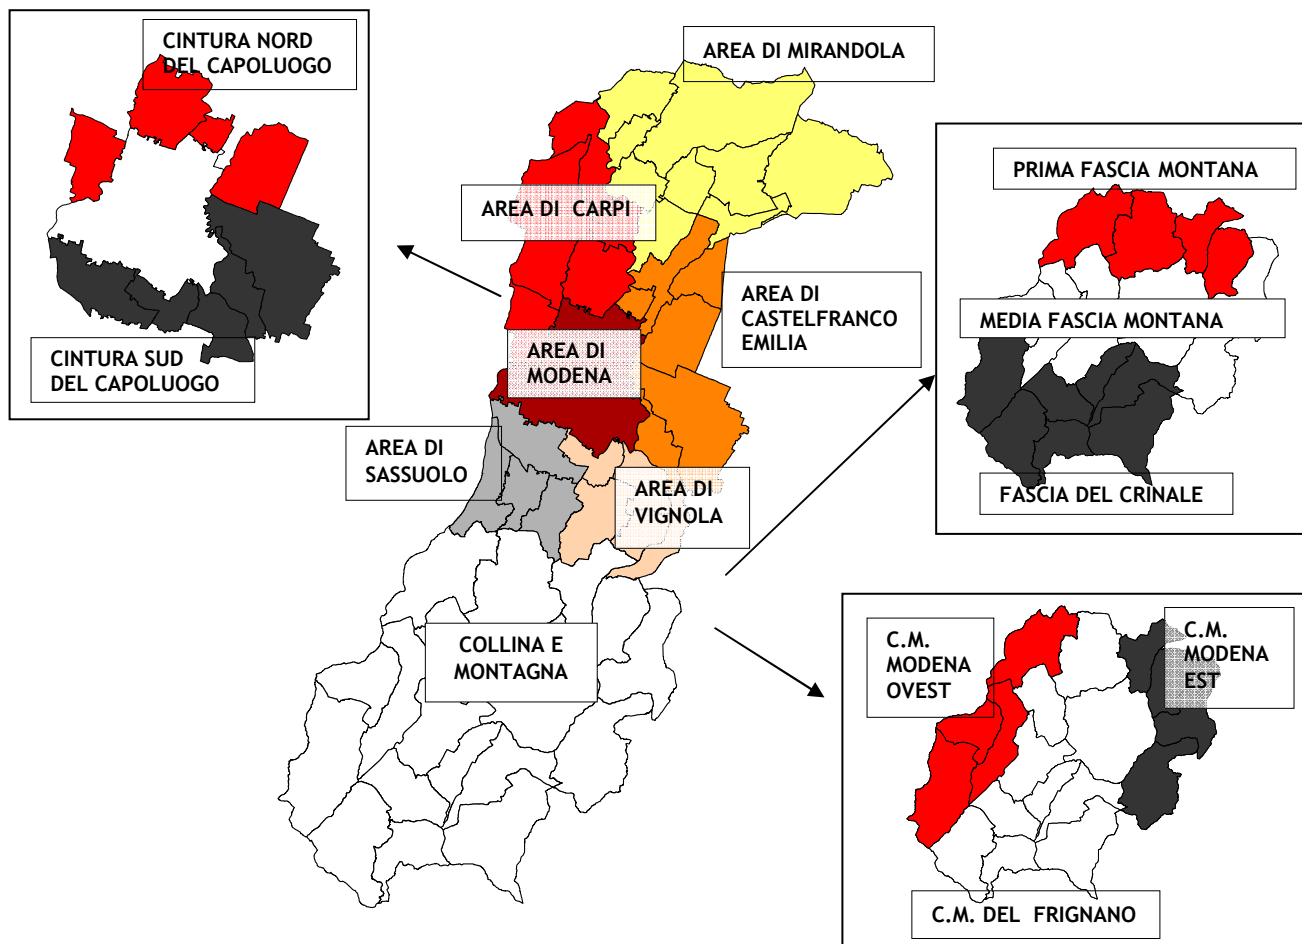 CINTURA NORD
DEL CAPOLUOGO
CINTURA SUD
DEL CAPOLUOGO
AREA DI MIRANDOLA
AREA DI  CARPI
AREA DI
CASTELFRANCO
EMILIA
AREA DI
MODENA
AREA DI
SASSUOLO
AREA DI
VIGNOLA
COLLINA E
MONTAGNA
PRIMA FASCIA MONTANA
MEDIA FASCIA MONTANA
FASCIA DEL CRINALE
C.M.
MODENA
OVEST
C.M.
MODENA
EST
C.M. DEL  FRIGNANO